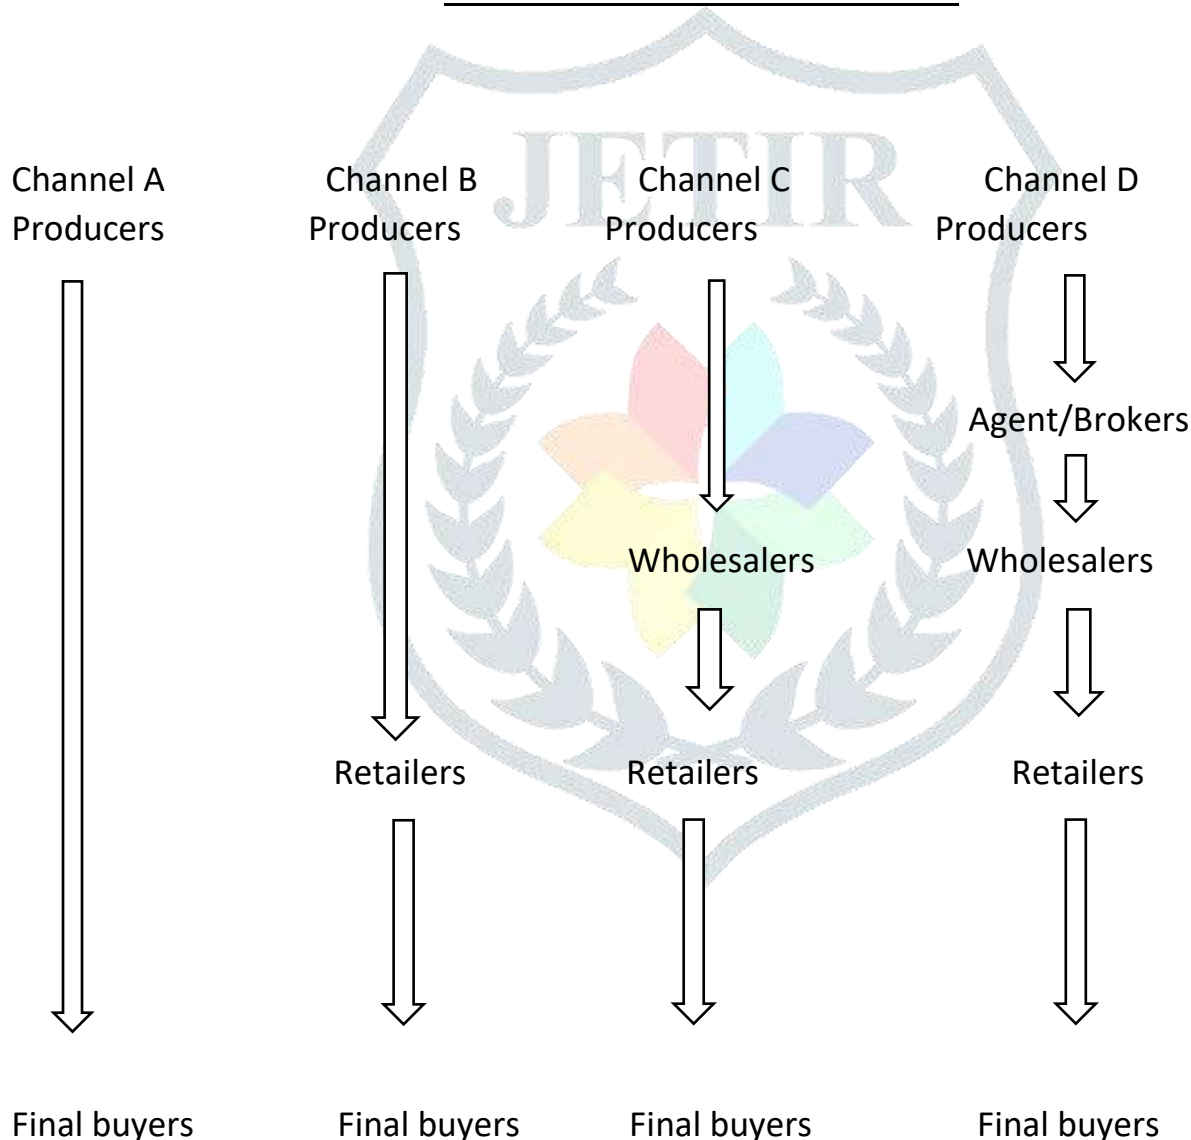 JETIR
Channel A Channel B Channel C Channel D
Producers Producers Producers Producers
Agent/Brokers
Wholesalers Wholesalers
Retailers Retailers Retailers
Final buyers Final buyers Final buyers Final buyers